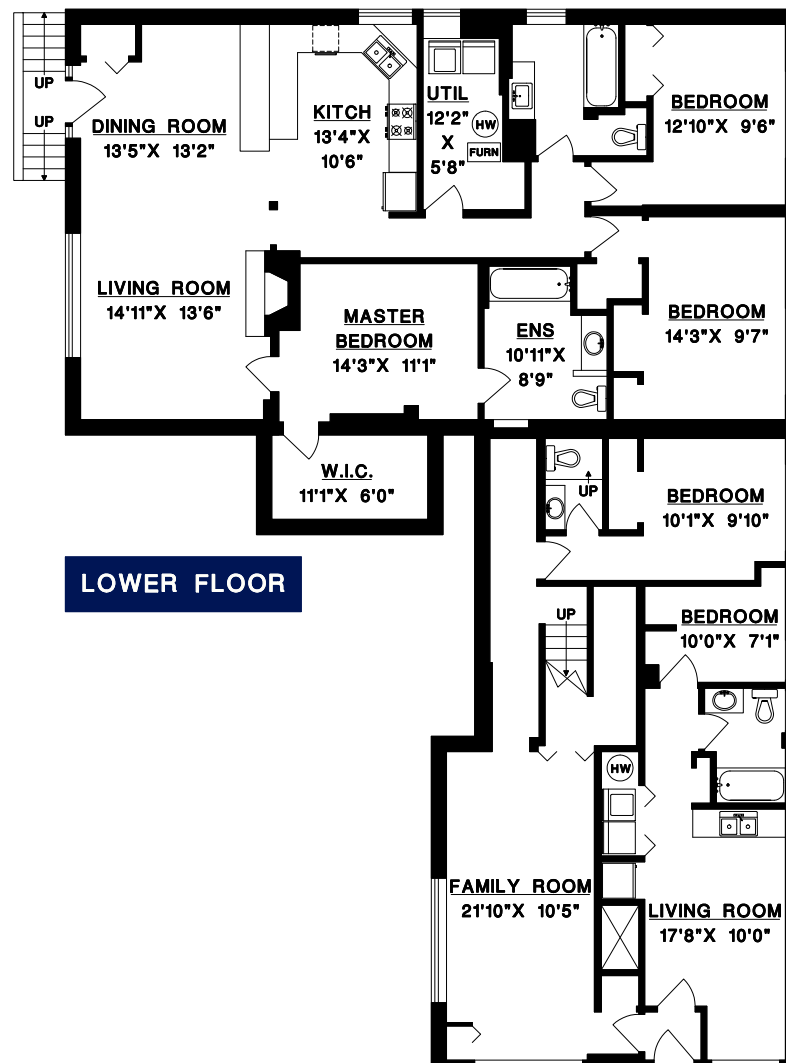 UP
UP
DINING ROOM
13'5"X 13'2"
KITCH
13'4"X
10'6"
UTIL
12'2"
X
5'8"
HW
FURN
BEDROOM
12'10"X 9'6"
LIVING ROOM
14'11"X 13'6"
MASTER
BEDROOM
14'3"X 11'1"
ENS
10'11"X
8'9"
BEDROOM
14'3"X 9'7"
W.I.C.
11'1"X 6'0"
UP
BEDROOM
10'1"X 9'10"
LOWER FLOOR
UP
BEDROOM
10'0"X 7'1"
HW
FAMILY ROOM
21'10"X 10'5"
LIVING ROOM
17'8"X 10'0"